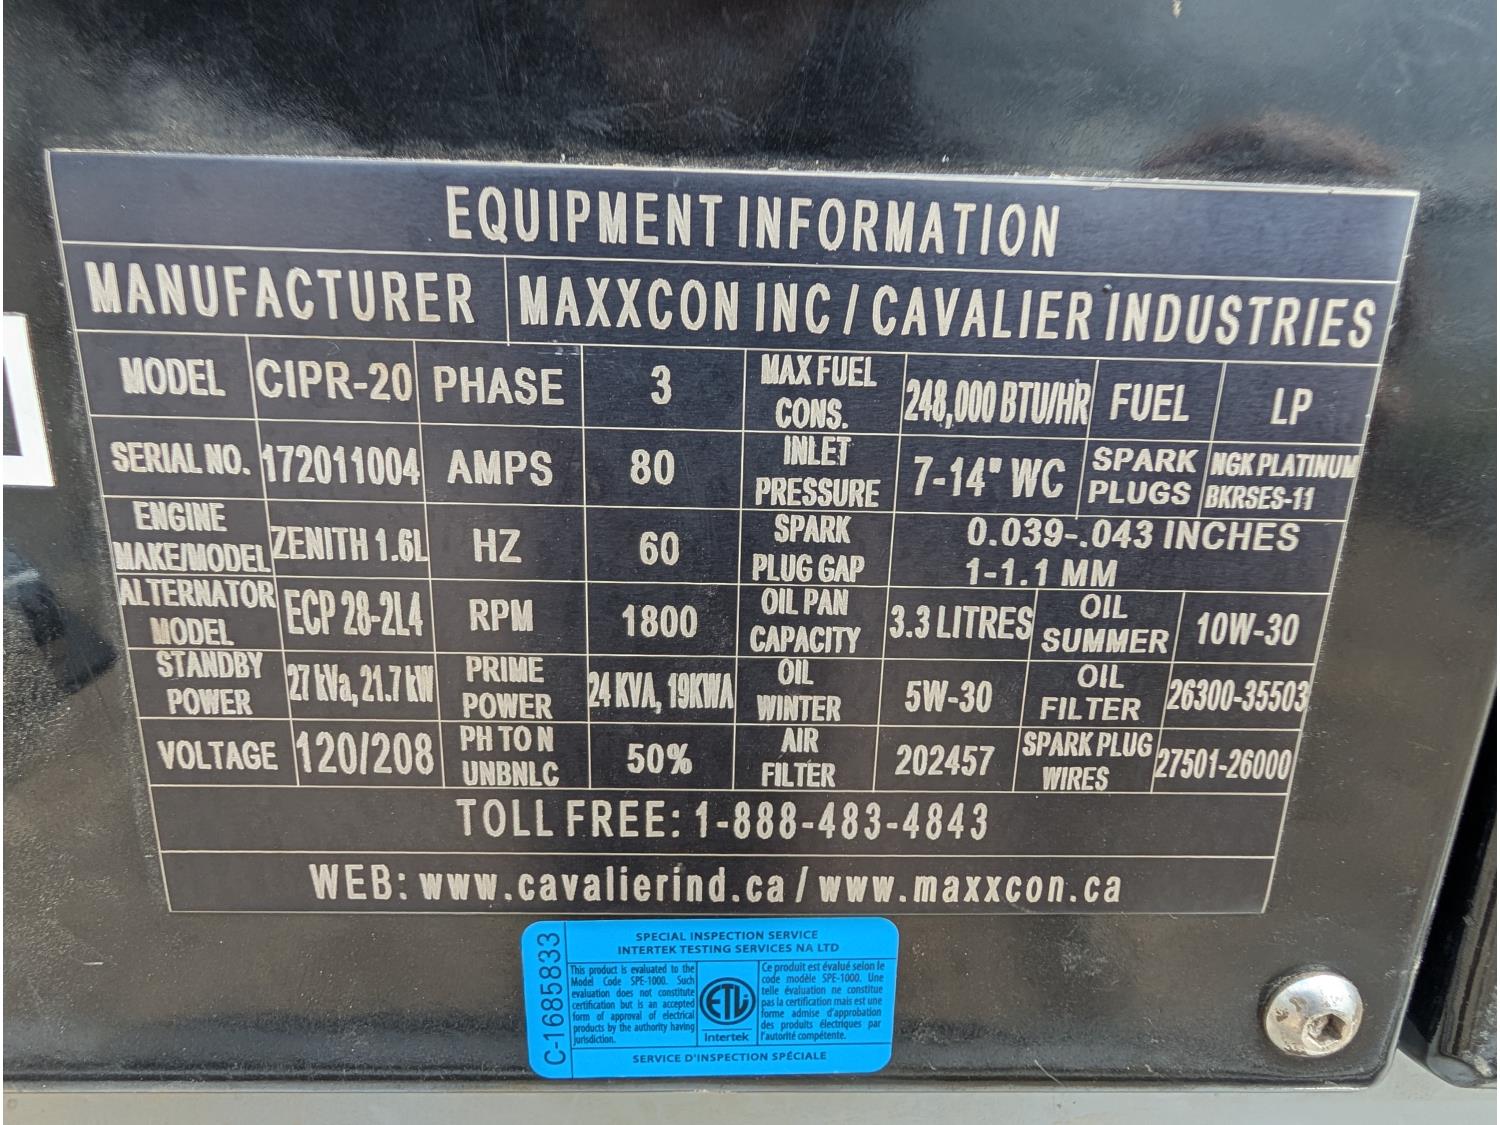 EQUIPMENT INFORMATION
MANUFACTURER MAXXCON INC / CAVALIER INDUSTRIES
MODEL CIPR-20 PHASE 3 MAX FUEL CONS. 248,000 BTU/HR FUEL LP
SERIAL NO. 172011004 AMPS 80 INLET PRESSURE 7-14" WC SPARK PLUGS NGK PLATINUM BKRSES-11
ENGINE MAKE/MODEL ZENITH 1.6L HZ 60 SPARK PLUG GAP 0.039-.043 INCHES 1-1.1 MM
ALTERNATOR MODEL ECP 28-2L4 RPM 1800 OIL PAN CAPACITY 3.3 LITRES OIL SUMMER 10W-30
STANDBY POWER 27 kVa, 21.7 kW PRIME POWER 24 KVA, 19KWA OIL WINTER 5W-30 OIL FILTER 26300-35503
VOLTAGE 120/208 PH TO N UNBNLC 50% AIR FILTER 202457 SPARK PLUG WIRES 27501-26000
TOLL FREE: 1-888-483-4843
WEB: www.cavalierind.ca / www.maxxcon.ca
C-1685833
SPECIAL INSPECTION SERVICE
INTERTEK TESTING SERVICES NA LTD
This product is evaluated to the
Model Code SPE-1000. Such
evaluation does not constitute
certification but is an accepted
form of approval of electrical
products by the authority having
jurisdiction.
ETL
Intertek
Ce produit est évalué selon le
code modèle SPE-1000. Une
telle évaluation ne constitue
pas la certification mais est une
forme admise d'approbation
des produits électriques par
l'autorité compétente.
SERVICE D'INSPECTION SPÉCIALE